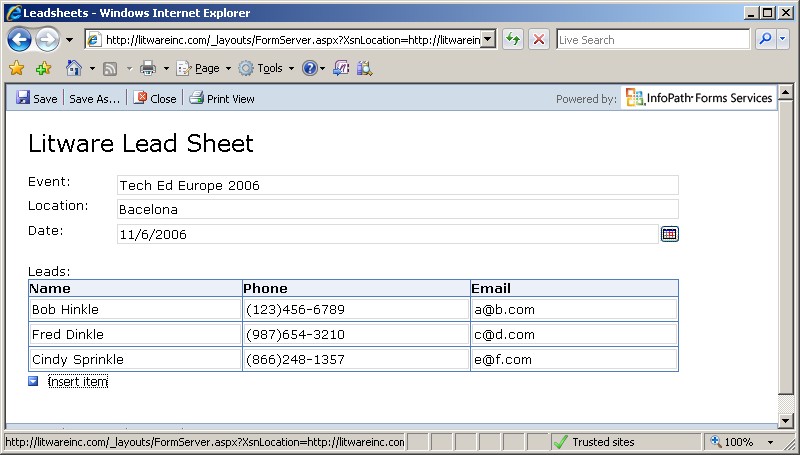 Leadsheets - Windows Internet Explorer
http://litwareinc.com/_layouts/FormServer.aspx?XsnLocation=http://litwarein
Live Search
Page Tools
Save Save As... Close Print View Powered by: InfoPath Forms Services
Litware Lead Sheet
Event: Tech Ed Europe 2006
Location: Bacelona
Date: 11/6/2006
Leads:
Name Phone Email
Bob Hinkle (123)456-6789 a@b.com
Fred Dinkle (987)654-3210 c@d.com
Cindy Sprinkle (866)248-1357 e@f.com
Insert item
http://litwareinc.com/_layouts/FormServer.aspx?XsnLocation=http://litwareinc.con Trusted sites 100%